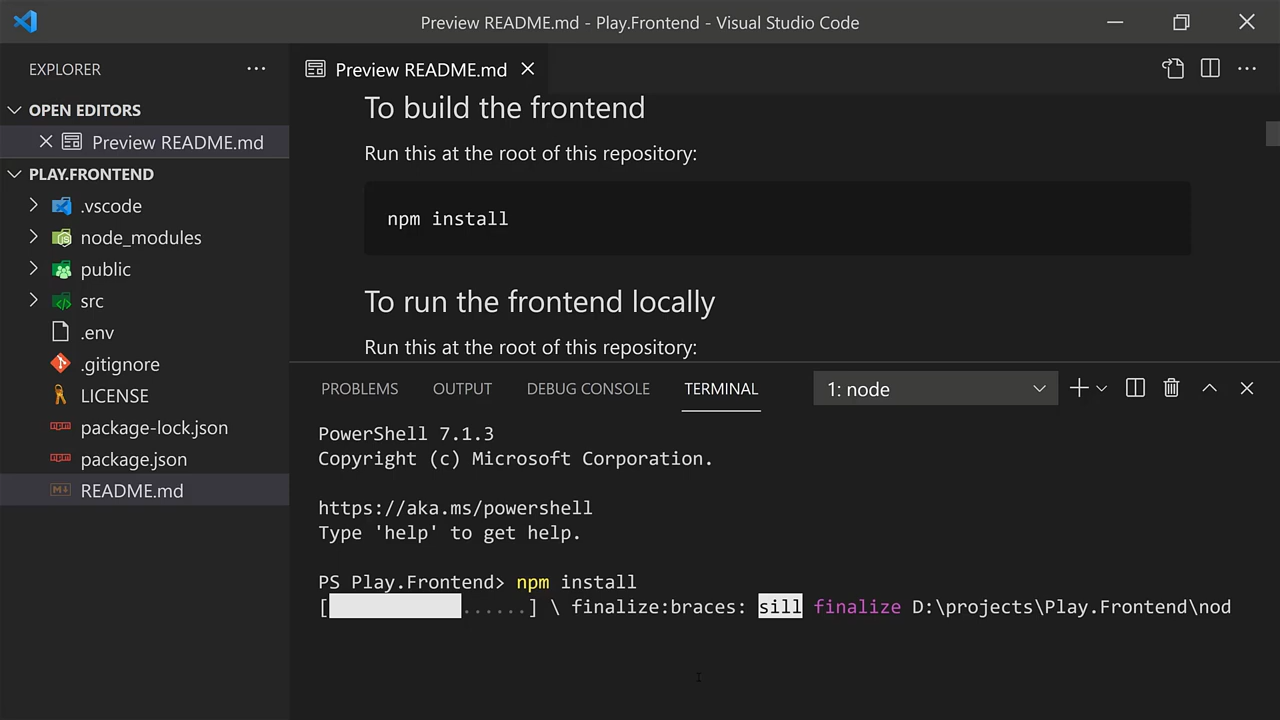 Preview README.md - Play.Frontend - Visual Studio Code
EXPLORER
OPEN EDITORS
Preview README.md
PLAY.FRONTEND
.vscode
node_modules
public
src
.env
.gitignore
LICENSE
package-lock.json
package.json
README.md
Preview README.md
To build the frontend
Run this at the root of this repository:
npm install
To run the frontend locally
Run this at the root of this repository:
PROBLEMS OUTPUT DEBUG CONSOLE TERMINAL 1: node
PowerShell 7.1.3
Copyright (c) Microsoft Corporation.
https://aka.ms/powershell
Type 'help' to get help.
PS Play.Frontend> npm install
[ ......] \ finalize:braces: sill finalize D:\projects\Play.Frontend\nod